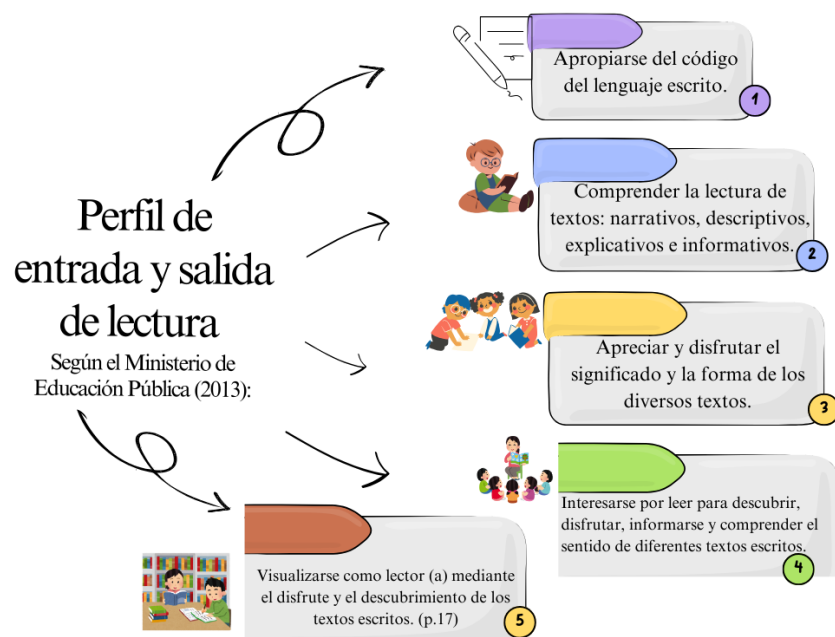 Perfil de
entrada y salida
de lectura
Según el Ministerio de
Educación Pública (2013):
Apropiarse del código
del lenguaje escrito.
1
Comprender la lectura de
textos: narrativos, descriptivos,
explicativos e informativos.
2
Apreciar y disfrutar el
significado y la forma de los
diversos textos.
3
Interesarse por leer para descubrir,
disfrutar, informarse y comprender el
sentido de diferentes textos escritos.
4
Visualizarse como lector (a) mediante
el disfrute y el descubrimiento de los
textos escritos. (p.17)
5